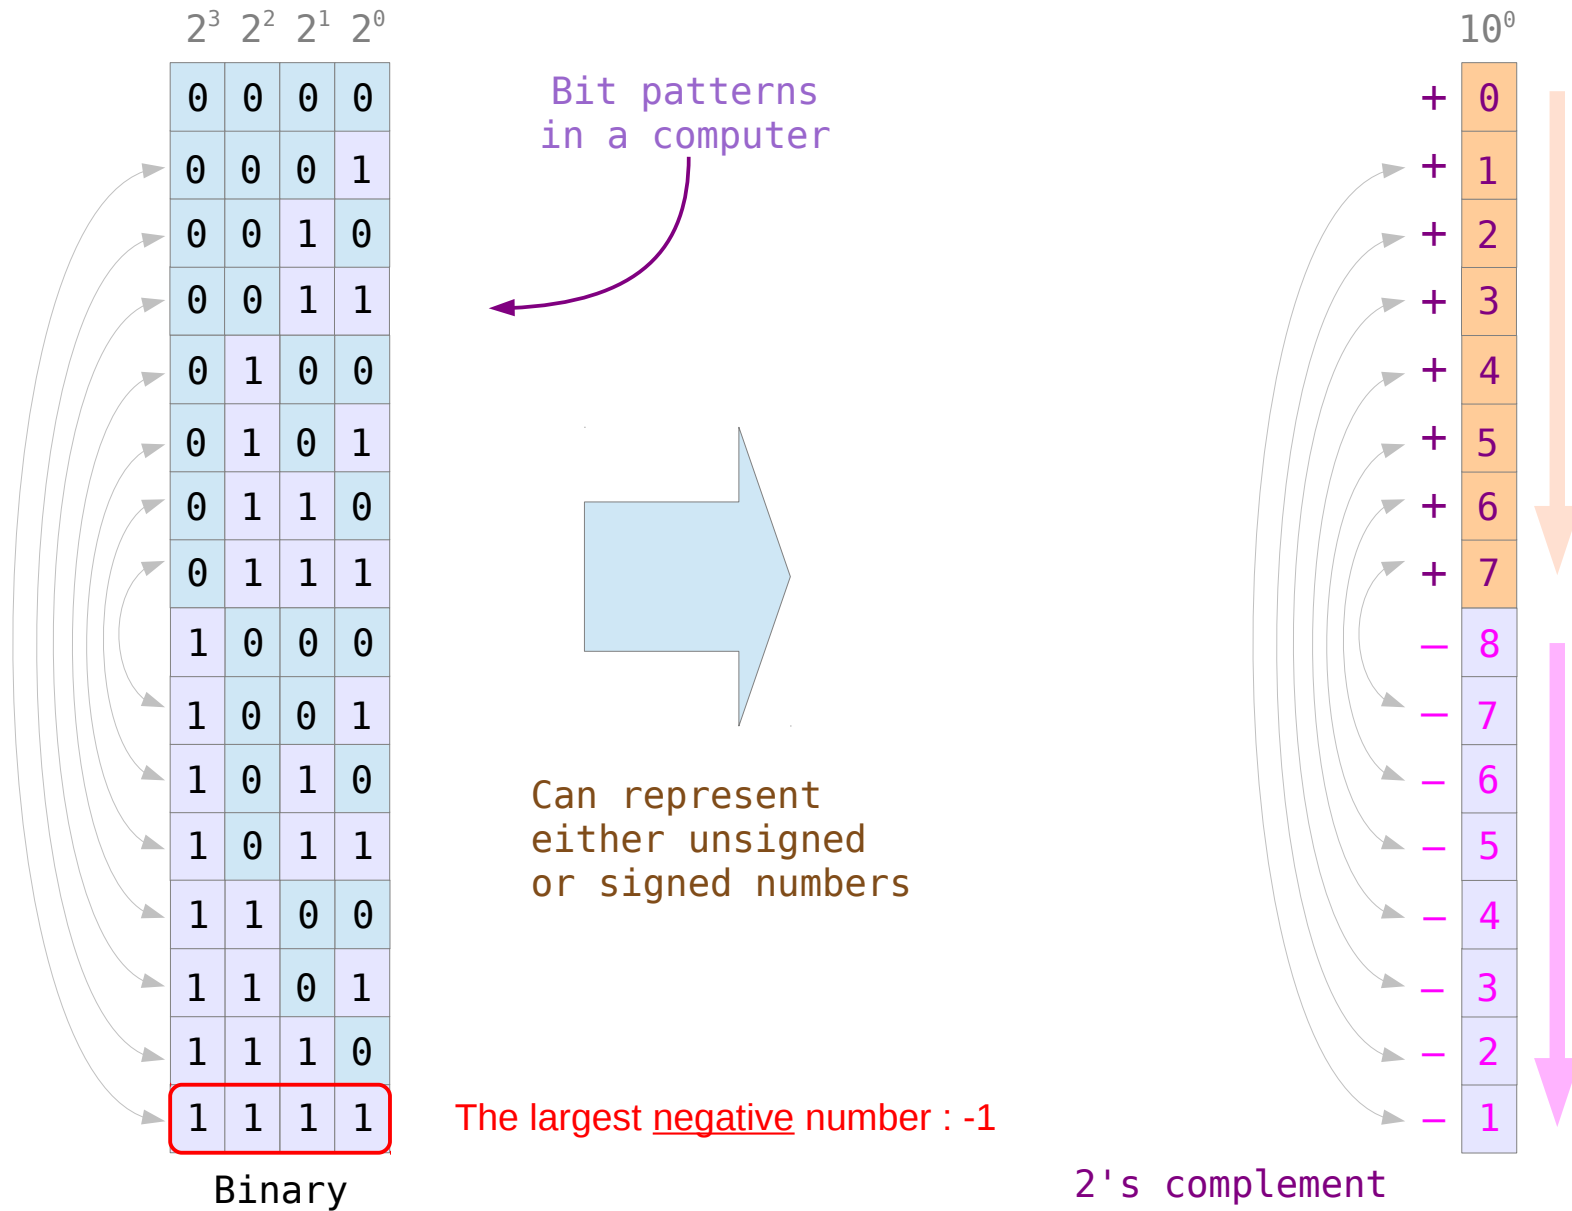 2³ 2² 2¹ 2⁰ 10⁰
0 0 0 0 + 0
0 0 0 1 + 1
0 0 1 0 + 2
0 0 1 1 + 3
0 1 0 0 + 4
0 1 0 1 + 5
0 1 1 0 + 6
0 1 1 1 + 7
1 0 0 0 − 8
1 0 0 1 − 7
1 0 1 0 − 6
1 0 1 1 − 5
1 1 0 0 − 4
1 1 0 1 − 3
1 1 1 0 − 2
1 1 1 1 − 1
Bit patterns
in a computer
Can represent
either unsigned
or signed numbers
The largest negative number : -1
Binary
2's complement